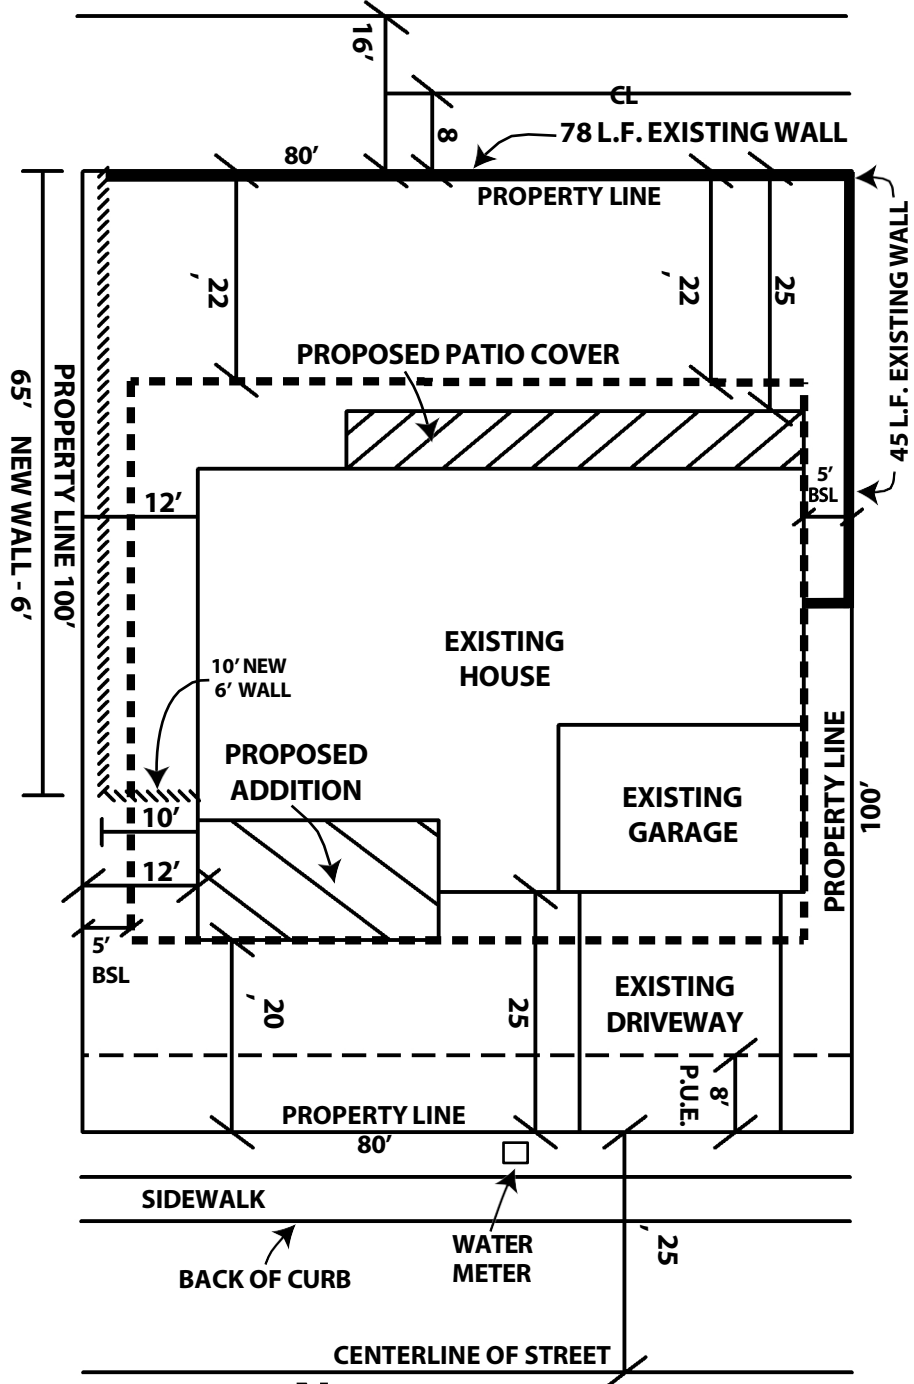 16'
CL
8
78 L.F. EXISTING WALL
80'
PROPERTY LINE
45 L.F. EXISTING WALL
22'
22'
25
PROPOSED PATIO COVER
65' NEW WALL - 6'
PROPERTY LINE 100'
12'
5'
BSL
EXISTING
HOUSE
10' NEW
6' WALL
PROPOSED
ADDITION
EXISTING
GARAGE
PROPERTY LINE
100'
10'
12'
5'
BSL
20'
25
EXISTING
DRIVEWAY
8'
P.U.E.
PROPERTY LINE
80'
SIDEWALK
WATER
METER
25'
BACK OF CURB
CENTERLINE OF STREET